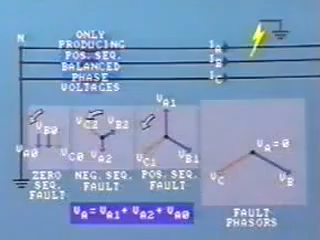 N
ONLY
PRODUCING
POS. SEQ.
BALANCED
PHASE
VOLTAGES
IA
IB
IC
VB0
VA0
VC0
ZERO
SEQ.
FAULT
VC2
VB2
VA2
NEG. SEQ.
FAULT
VA1
VC1
VB1
POS. SEQ.
FAULT
VA=0
VC
VB
FAULT
PHASORS
VA=VA1+VA2+VA0